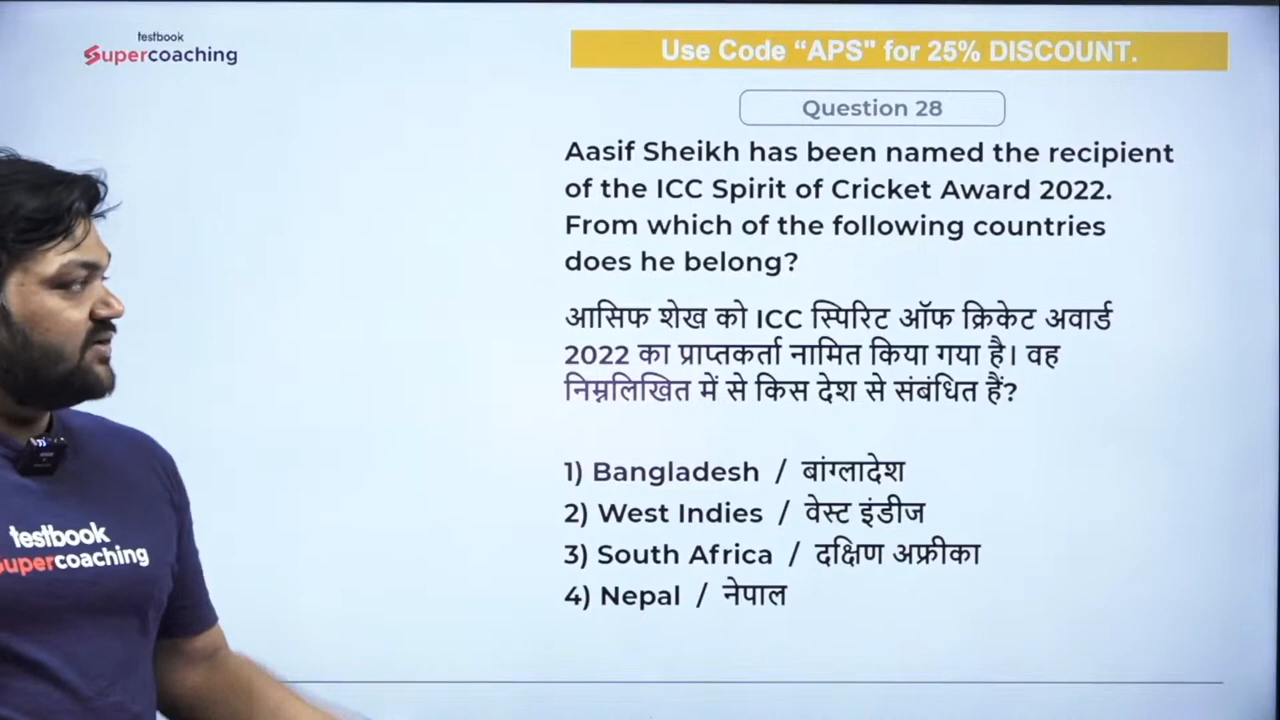 testbook
Supercoaching
Use Code “APS" for 25% DISCOUNT.
Question 28
Aasif Sheikh has been named the recipient
of the ICC Spirit of Cricket Award 2022.
From which of the following countries
does he belong?
आसिफ शेख को ICC स्पिरिट ऑफ क्रिकेट अवार्ड
2022 का प्राप्तकर्ता नामित किया गया है। वह
निम्नलिखित में से किस देश से संबंधित हैं?
1) Bangladesh / बांग्लादेश
2) West Indies / वेस्ट इंडीज
3) South Africa / दक्षिण अफ्रीका
4) Nepal / नेपाल
testbook
upercoaching